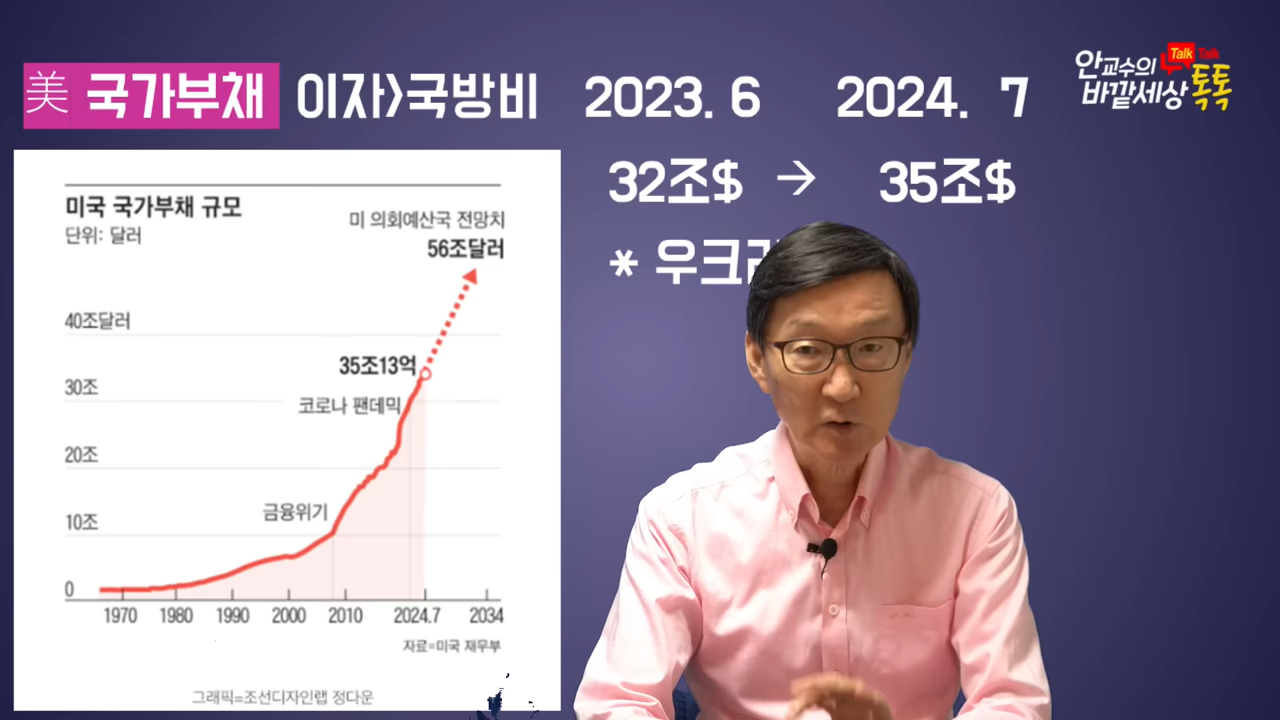 美 국가부채 이자>국방비 2023. 6 2024. 7
안교수의 Talk Talk
바깥세상 톡톡
32조$ → 35조$
* 우크
미국 국가부채 규모
단위: 달러
미 의회예산국 전망치
56조달러
40조달러
35조13억
30조
코로나 팬데믹
20조
금융위기
10조
0
1970 1980 1990 2000 2010 2024.7 2034
자료=미국 재무부
그래픽=조선디자인랩 정다운